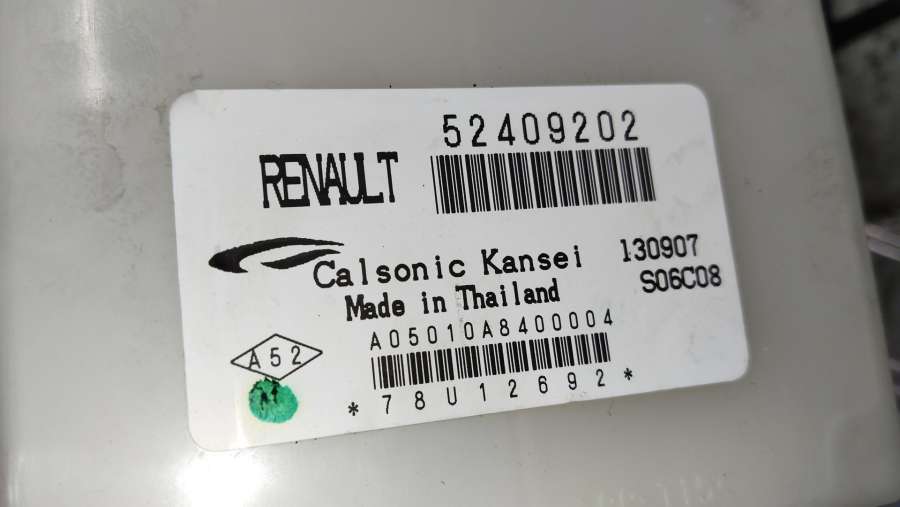 52409202
RENAULT
Calsonic Kansei 130907
Made in Thailand S06C08
A05010A8400004
A52
*78U12692*